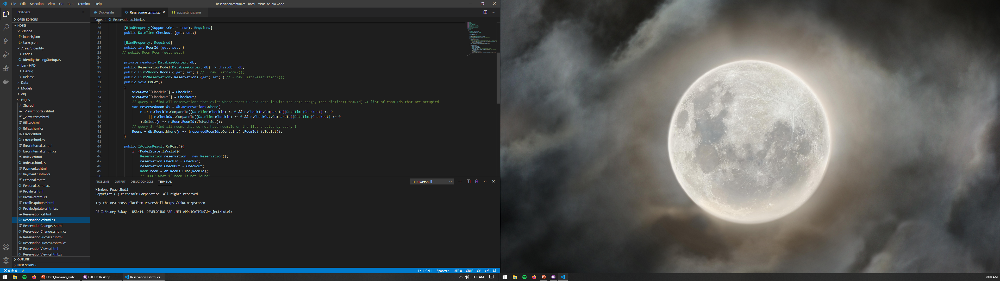 File Edit Selection View Go Run Terminal Help
Reservation.cshtml.cs - hotel - Visual Studio Code
EXPLORER
OPEN EDITORS
HOTEL
.vscode
launch.json
tasks.json
Areas \ Identity
Pages
IdentityHostingStartup.cs
bin \ HPD
Debug
Release
Data
Models
obj
Pages
Shared
_ViewImports.cshtml
_ViewStart.cshtml
Bills.cshtml
Bills.cshtml.cs
Error.cshtml
Error.cshtml.cs
ErrorInternal.cshtml
ErrorInternal.cshtml.cs
Index.cshtml
Index.cshtml.cs
Payment.cshtml
Payment.cshtml.cs
Personal.cshtml
Personal.cshtml.cs
Profile.cshtml
Profile.cshtml.cs
ProfileUpdate.cshtml
ProfileUpdate.cshtml.cs
Reservation.cshtml
Reservation.cshtml.cs
ReservationChange.cshtml
ReservationChange.cshtml.cs
ReservationSuccess.cshtml
ReservationSuccess.cshtml.cs
ReservationView.cshtml
ReservationView.cshtml.cs
OUTLINE
NPM SCRIPTS
Dockerfile Reservation.cshtml.cs appsettings.json
Pages > Reservation.cshtml.cs
19
20 [BindProperty(SupportsGet = true), Required]
21 public DateTime Checkout {get; set;}
22
23 [BindProperty, Required]
24 public int RoomId {get; set; }
25 // public Room Room {get; set;}
26
27 private readonly DatabaseContext db;
28 public ReservationModel(DatabaseContext db) => this.db = db;
29 public List<Room> Rooms { get; set; } // = new List<Room>();
30 public List<Reservation> Reservations {get; set; } // = new List<Reservation>();
31 public void OnGet()
32 {
33 ViewData["Checkin"] = Checkin;
34 ViewData["Checkout"] = Checkout;
35 // query 1: find all reservations that exist where start OR end date is with the date range, then distinct(Room.Id) => list of room Ids that are occupied
36 var reservedRoomIds = db.Reservations.Where(
37 r => r.CheckIn.CompareTo((DateTime)Checkin) >= 0 && r.CheckIn.CompareTo((DateTime)Checkout) <= 0
38 || r.CheckOut.CompareTo((DateTime)Checkin) >= 0 && r.CheckOut.CompareTo((DateTime)Checkout) <= 0
39 ).Select(r => r.Room.RoomId).ToHashSet();
40 // query 2: find all rooms that do not have room.Id on the list created by query 1
41 Rooms = db.Rooms.Where(r => !reservedRoomIds.Contains(r.RoomId) ).ToList();
42 }
43
44 public IActionResult OnPost(){
45 if (ModelState.IsValid){
46 Reservation reservation = new Reservation();
47 reservation.CheckIn = Checkin;
48 reservation.CheckOut = Checkout;
49 Room room = db.Rooms.Find(RoomId);
50 // TODO: what if room is not found?
PROBLEMS OUTPUT DEBUG CONSOLE TERMINAL 1: powershell
Windows PowerShell
Copyright (C) Microsoft Corporation. All rights reserved.
Try the new cross-platform PowerShell https://aka.ms/pscore6
PS I:\Henry Zakay - USB\14. DEVELOPING ASP .NET APPLICATIONS\Project\hotel>
0 0 Ln 1, Col 1 Spaces: 4 UTF-8 CRLF C#
Hotel_booking_syste... GitHub Desktop Reservation.cshtml.cs... 8:10 AM
8:10 AM